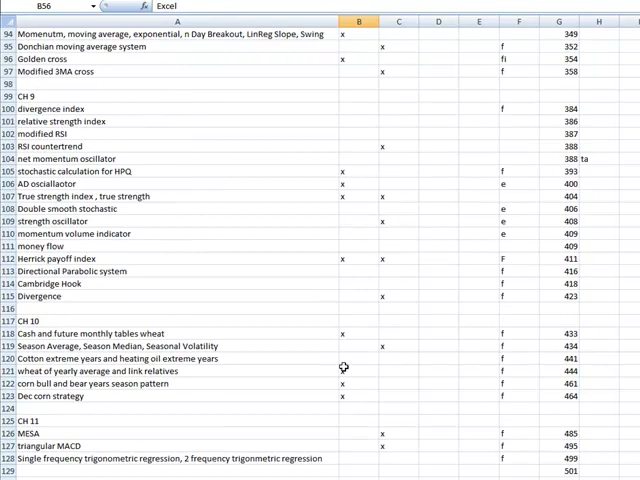 B56 fx Excel
A B C D E F G H
94 Momenutm, moving average, exponential, n Day Breakout, LinReg Slope, Swing x 349
95 Donchian moving average system x f 352
96 Golden cross x fi 354
97 Modified 3MA cross x f 358
98
99 CH 9
100 divergence index f 384
101 relative strength index 386
102 modified RSI 387
103 RSI countertrend x 388
104 net momentum oscillator 388 ta
105 stochastic calculation for HPQ x f 393
106 AD osciallaotor x e 400
107 True strength index , true strength x x 404
108 Double smooth stochastic e 406
109 strength oscillator x e 408
110 momentum volume indicator e 409
111 money flow 409
112 Herrick payoff index x x F 411
113 Directional Parabolic system f 416
114 Cambridge Hook f 418
115 Divergence x f 423
116
117 CH 10
118 Cash and future monthly tables wheat x f 433
119 Season Average, Season Median, Seasonal Volatility x f 434
120 Cotton extreme years and heating oil extreme years f 441
121 wheat of yearly average and link relatives f 444
122 corn bull and bear years season pattern x f 461
123 Dec corn strategy x f 464
124
125 CH 11
126 MESA x f 485
127 triangular MACD x f 495
128 Single frequency trigonometric regression, 2 frequency trigonmetric regression f 499
129 501